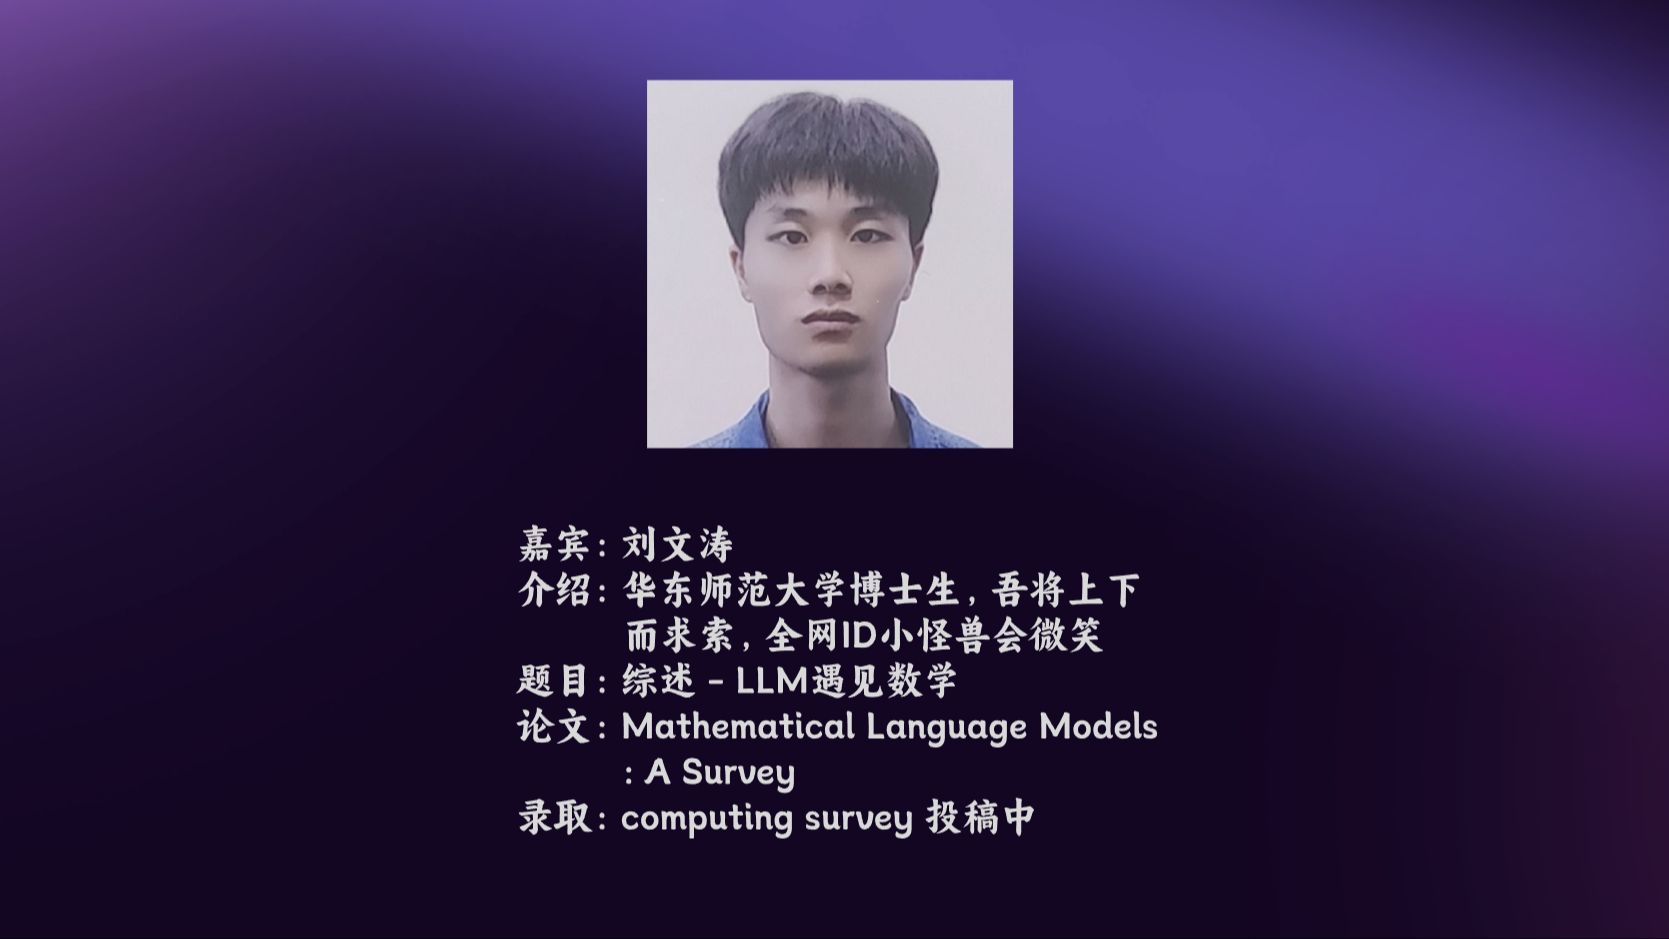 嘉宾：刘文涛
介绍：华东师范大学博士生，吾将上下
而求索，全网ID小怪兽会微笑
题目：综述 - LLM遇见数学
论文：Mathematical Language Models
: A Survey
录取：computing survey 投稿中